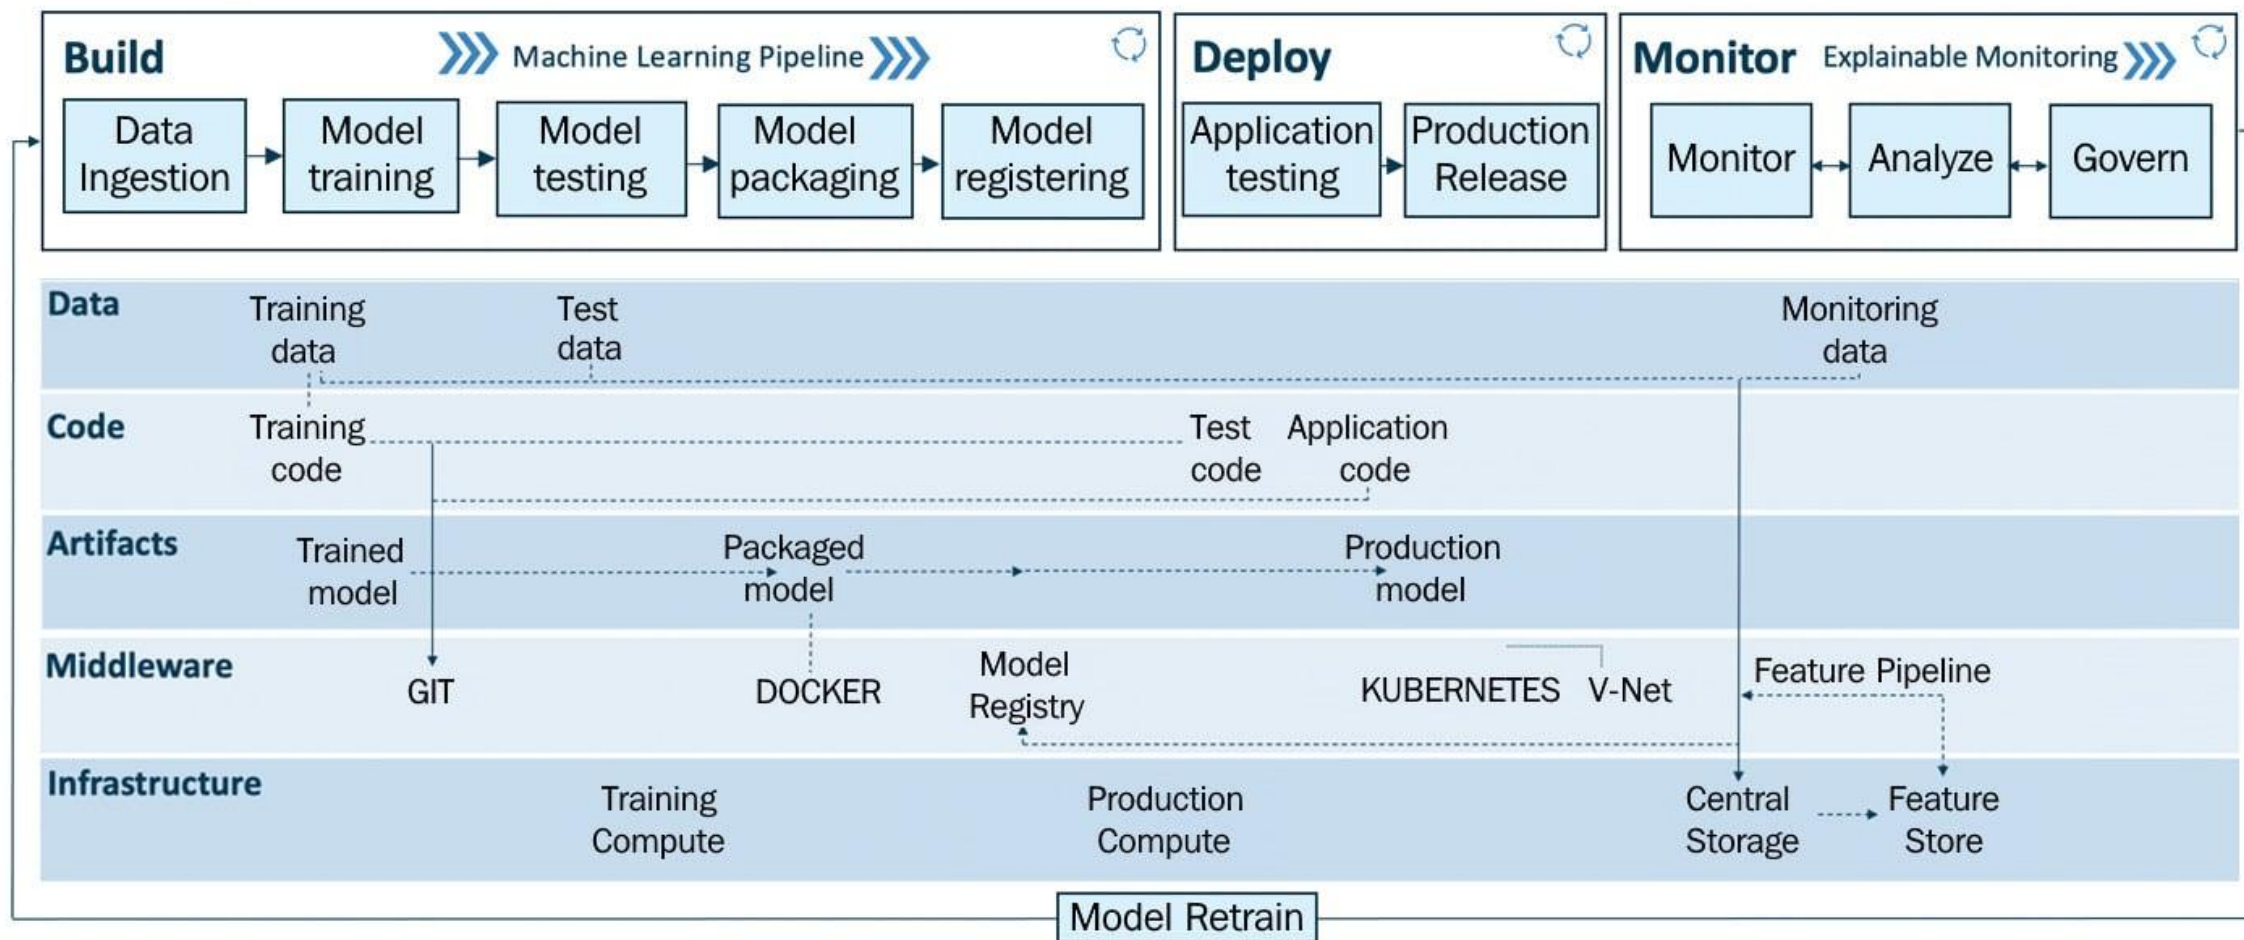 Build
Machine Learning Pipeline
Data
Ingestion
Model
training
Model
testing
Model
packaging
Model
registering
Deploy
Application
testing
Production
Release
Monitor
Explainable Monitoring
Monitor
Analyze
Govern
Data
Training
data
Test
data
Monitoring
data
Code
Training
code
Test
code
Application
code
Artifacts
Trained
model
Packaged
model
Production
model
Middleware
GIT
DOCKER
Model
Registry
KUBERNETES
V-Net
Feature Pipeline
Infrastructure
Training
Compute
Production
Compute
Central
Storage
Feature
Store
Model Retrain